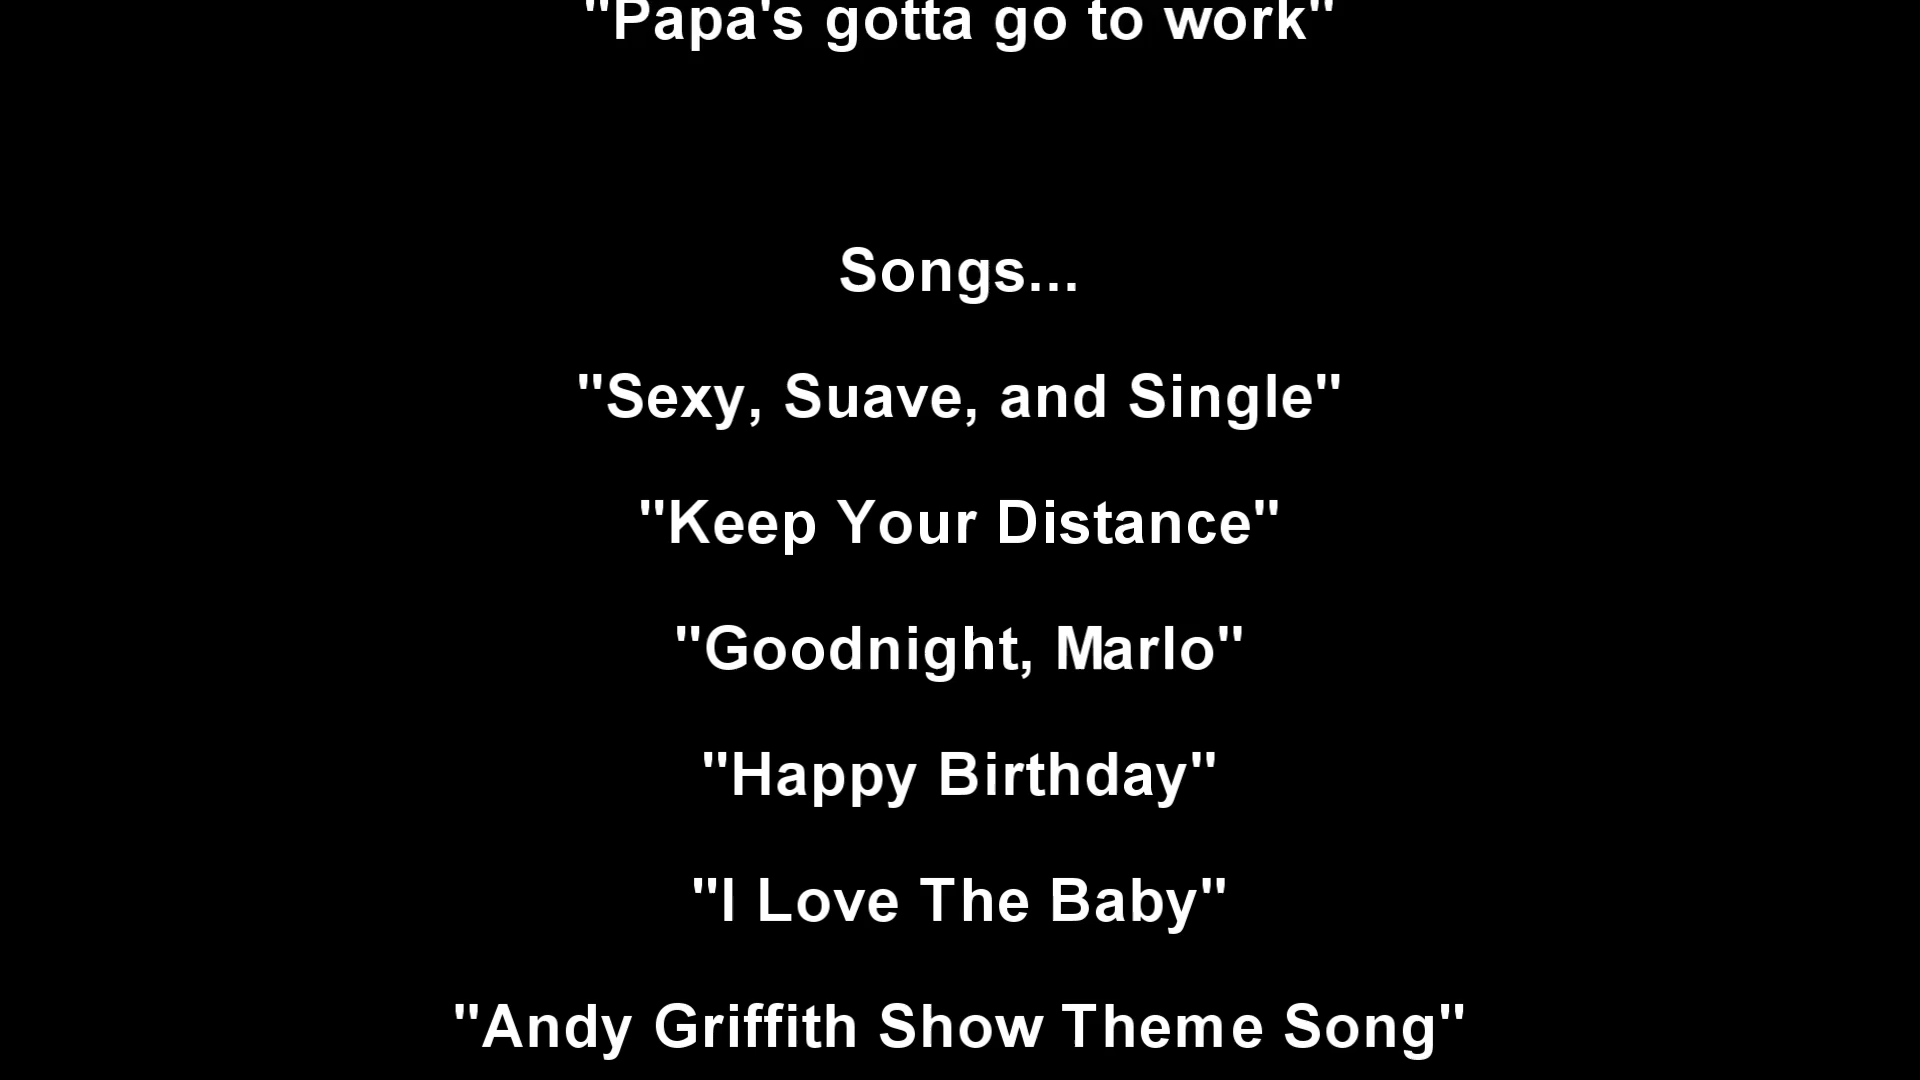 "Papa's gotta go to work"
Songs...
"Sexy, Suave, and Single"
"Keep Your Distance"
"Goodnight, Marlo"
"Happy Birthday"
"I Love The Baby"
"Andy Griffith Show Theme Song"